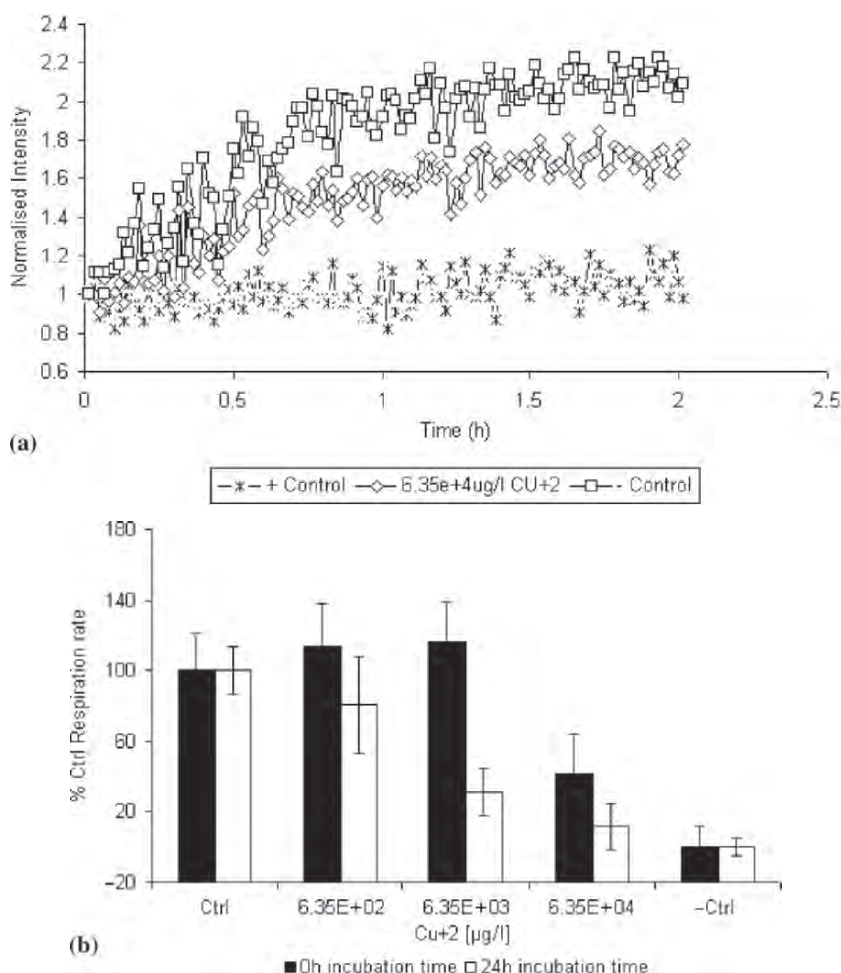 2.4
2.2
2
1.8
1.6
1.4
1.2
1
0.8
0.6
Normalised Intensity
0
0.5
1
1.5
2
2.5
Time (h)
(a)
+ Control
6.35e+4ug/l CU+2
- Control
180
140
100
60
20
−20
% Ctrl Respiration rate
Ctrl
6.35E+02
6.35E+03
6.35E+04
−Ctrl
Cu+2 [µg/l]
(b)
0h incubation time
24h incubation time